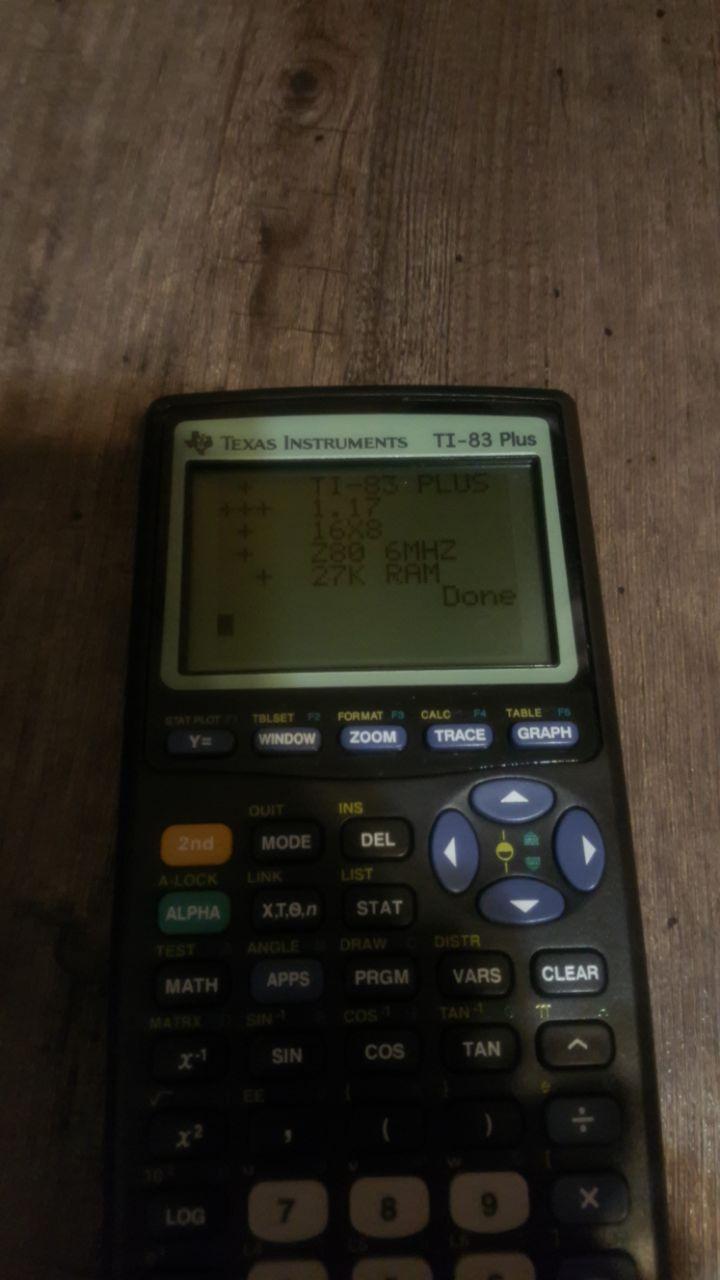 TEXAS INSTRUMENTS TI-83 Plus
+ TI-83 PLUS
+++ 1.17
+ 16X8
+ Z80 6MHZ
+ 27K RAM
Done
STAT PLOT F1 TBLSET F2 FORMAT F3 CALC F4 TABLE F5
Y= WINDOW ZOOM TRACE GRAPH
QUIT INS
2nd MODE DEL
A-LOCK LINK LIST
ALPHA X,T,Θ,n STAT
TEST A ANGLE B DRAW C DISTR
MATH APPS PRGM VARS CLEAR
MATRX D SIN⁻¹ COS⁻¹ TAN⁻¹ G π
x⁻¹ SIN COS TAN ^
√ EE { } e
x² , ( ) ÷
u v w [
LOG 7 8 9 ×
L4 L5 L6 ]